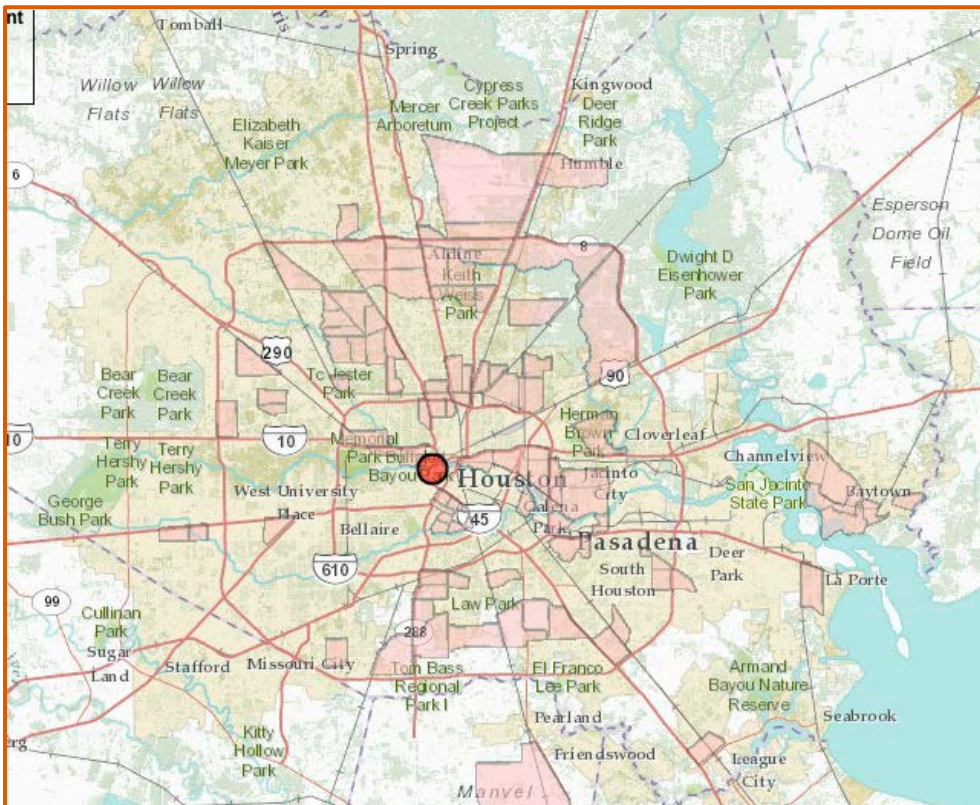 nt
Tomball
Spring
Willow
Flats
Willow
Flats
Cypress
Creek Parks
Project
Kingwood
Deer
Ridge
Park
Mercer
Arboretum
Elizabeth
Kaiser
Meyer Park
Humble
6
Esperson
Dome Oil
Field
8
Aldine
Keith
Weiss
Park
Dwight D
Eisenhower
Park
290
Bear
Creek
Park
Bear
Creek
Park
Tc Jester
Park
90
Herman
Brown
Park
Cloverleaf
10
10
Terry
Hershy
Park
Terry
Hershy
Park
Memorial
Park
Bayou
Channelview
Houston
Jacinto
City
San Jacinto
State Park
Baytown
George
Bush Park
West University
Place
Bellaire
45
Galena
Park
Pasadena
Deer
Park
610
South
Houston
La Porte
99
Cullinan
Park
Law Park
Sugar
Land
Stafford
Missouri City
288
Tom Bass
Regional
Park I
El Franco
Lee Park
Armand
Bayou Nature
Reserve
Kitty
Hollow
Park
Pearland
Seabrook
erg
Friendswood
League
City
Manvel